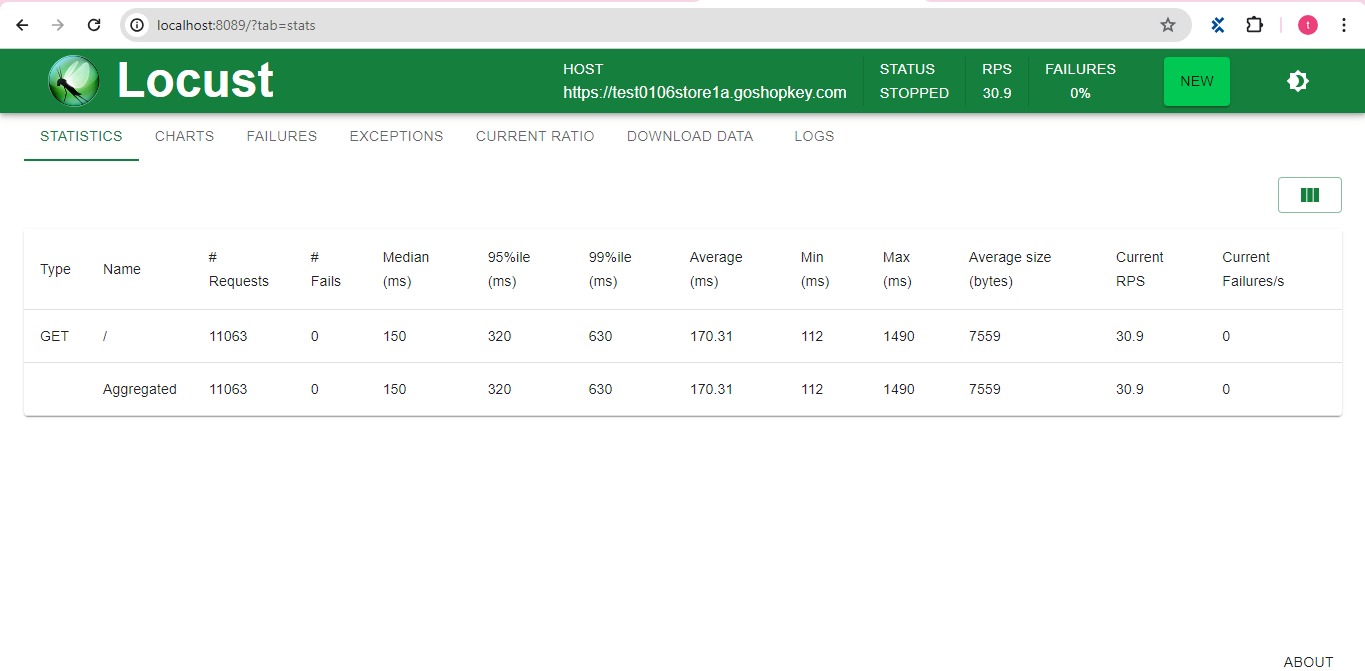 localhost:8089/?tab=stats
t
Locust
HOST
https://test0106store1a.goshopkey.com
STATUS
STOPPED
RPS
30.9
FAILURES
0%
NEW
STATISTICS CHARTS FAILURES EXCEPTIONS CURRENT RATIO DOWNLOAD DATA LOGS
Type Name # Requests # Fails Median (ms) 95%ile (ms) 99%ile (ms) Average (ms) Min (ms) Max (ms) Average size (bytes) Current RPS Current Failures/s
GET / 11063 0 150 320 630 170.31 112 1490 7559 30.9 0
Aggregated 11063 0 150 320 630 170.31 112 1490 7559 30.9 0
ABOUT